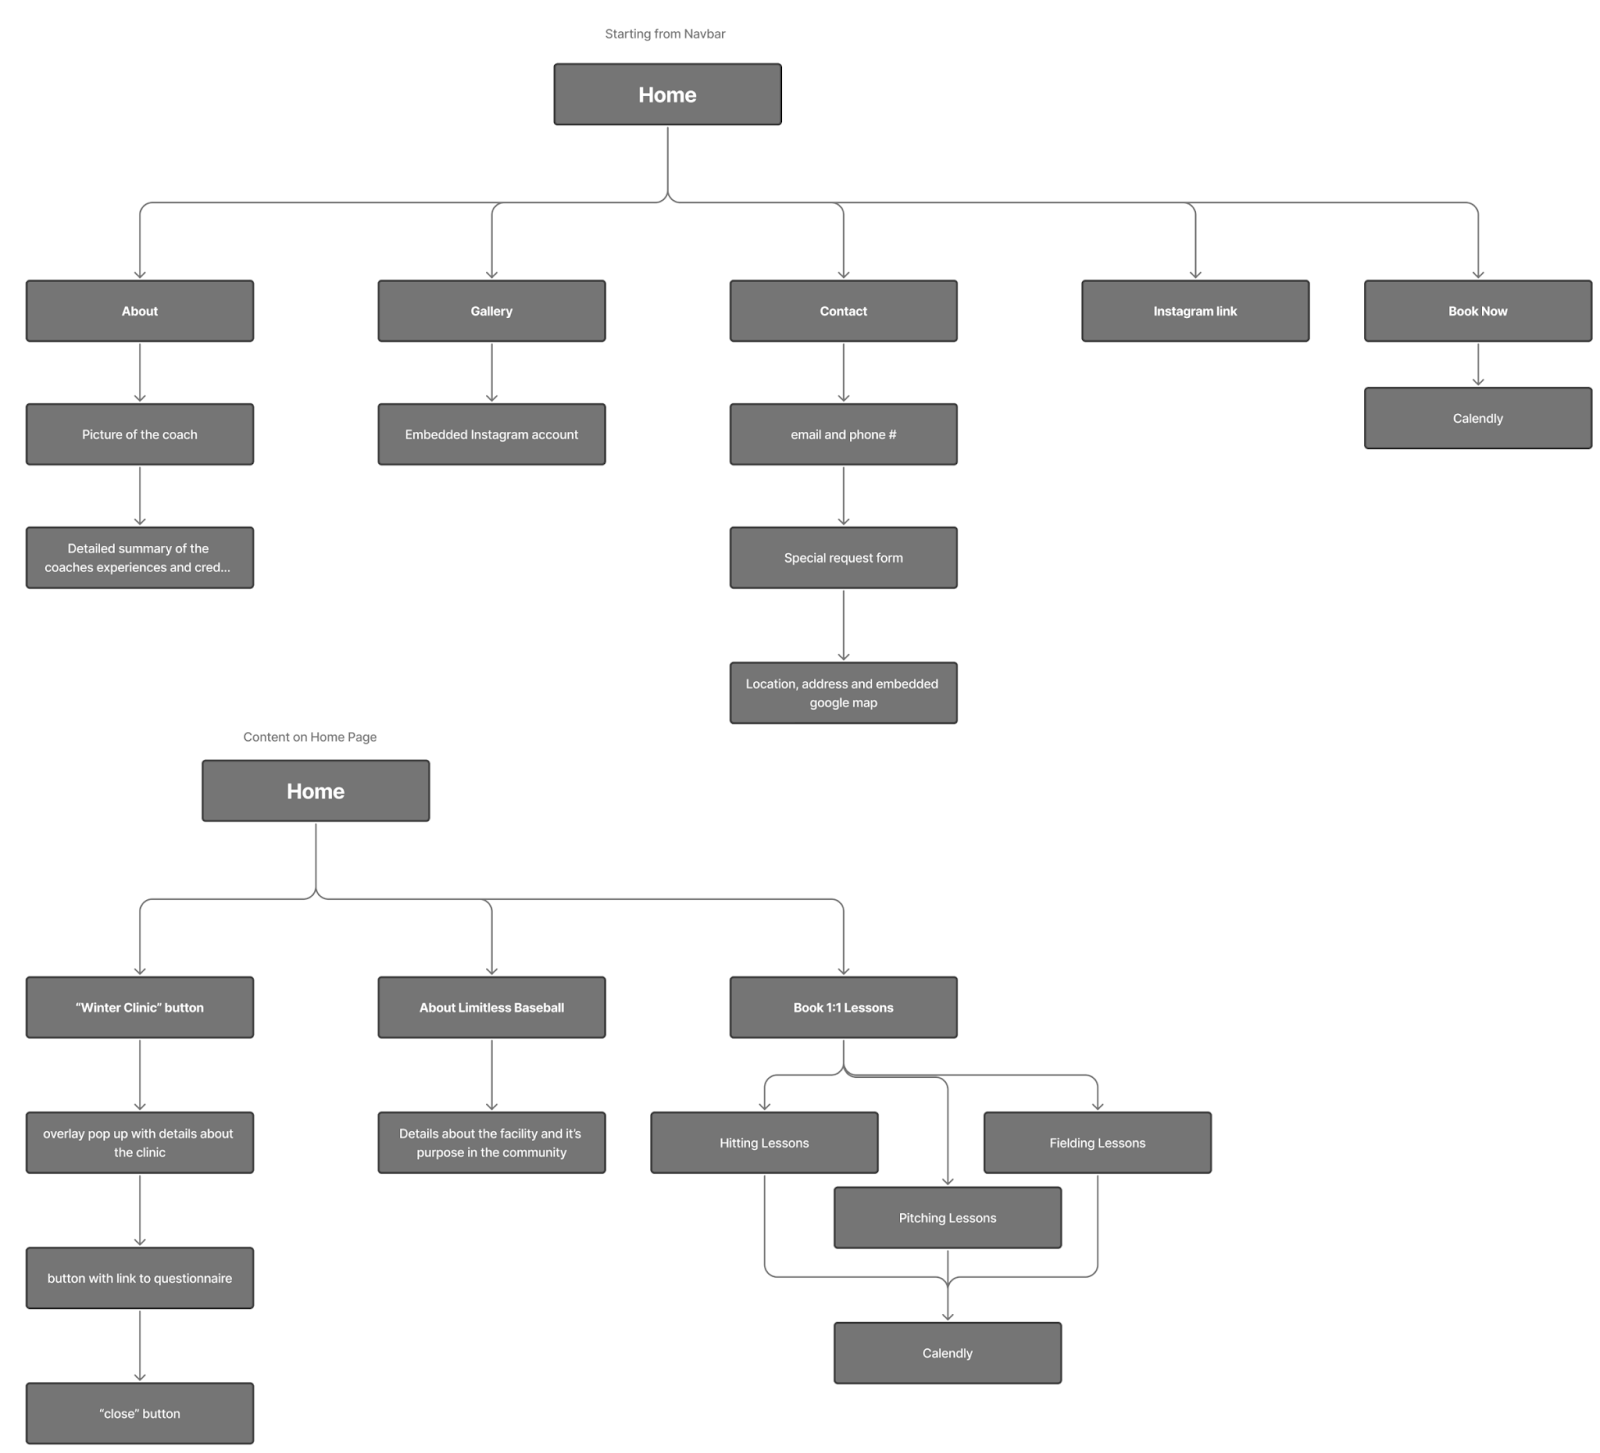 Starting from Navbar
Home
About
Gallery
Contact
Instagram link
Book Now
Picture of the coach
Embedded Instagram account
email and phone #
Calendly
Detailed summary of the
coaches experiences and cred...
Special request form
Location, address and embedded
google map
Content on Home Page
Home
“Winter Clinic” button
About Limitless Baseball
Book 1:1 Lessons
overlay pop up with details about
the clinic
Details about the facility and it’s
purpose in the community
Hitting Lessons
Fielding Lessons
Pitching Lessons
button with link to questionnaire
Calendly
“close” button